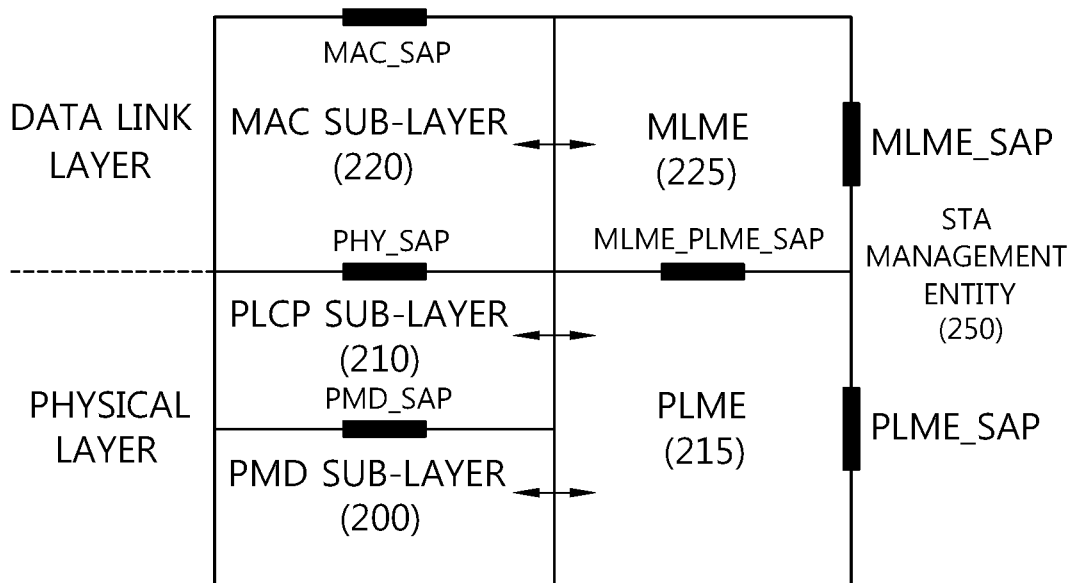 MAC_SAP
DATA LINK
LAYER
MAC SUB-LAYER
(220)
MLME
(225)
MLME_SAP
PHY_SAP
MLME_PLME_SAP
STA
MANAGEMENT
ENTITY
(250)
PLCP SUB-LAYER
(210)
PHYSICAL
LAYER
PMD_SAP
PLME
(215)
PLME_SAP
PMD SUB-LAYER
(200)